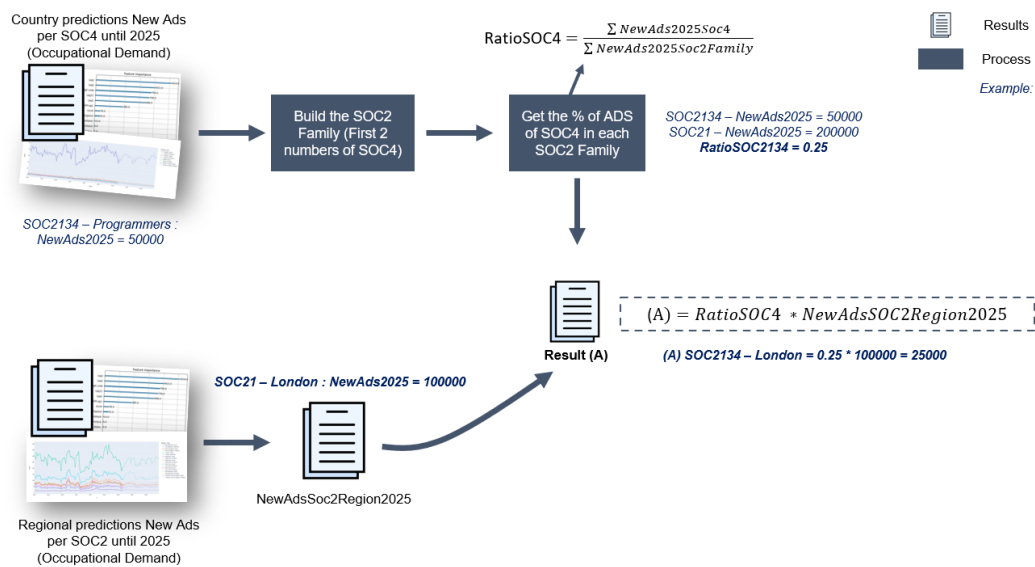 Country predictions New Ads
per SOC4 until 2025
(Occupational Demand)
SOC2134 – Programmers :
NewAds2025 = 50000
Build the SOC2
Family (First 2
numbers of SOC4)
RatioSOC4 = ∑ NewAds2025Soc4 / ∑ NewAds2025Soc2Family
Get the % of ADS
of SOC4 in each
SOC2 Family
SOC2134 – NewAds2025 = 50000
SOC21 – NewAds2025 = 200000
RatioSOC2134 = 0.25
Results
Process
Example:
Result (A)
(A) = RatioSOC4 * NewAdsSOC2Region2025
(A) SOC2134 – London = 0.25 * 100000 = 25000
SOC21 – London : NewAds2025 = 100000
NewAdsSoc2Region2025
Regional predictions New Ads
per SOC2 until 2025
(Occupational Demand)